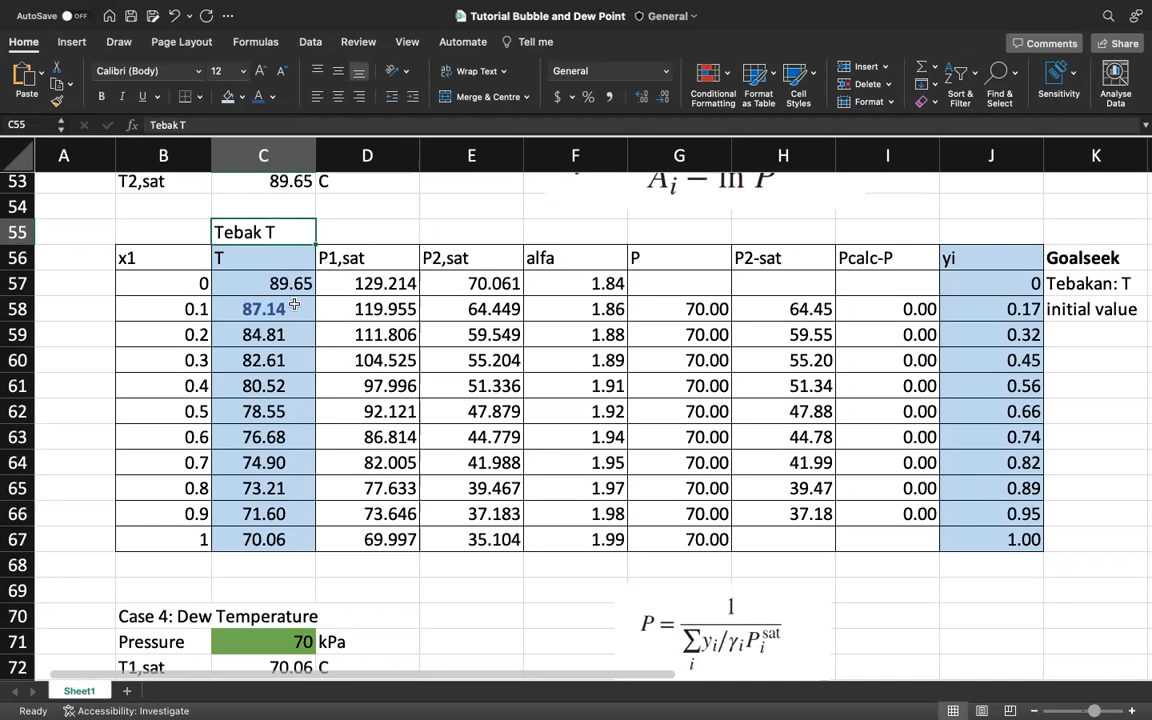 AutoSave OFF Tutorial Bubble and Dew Point General
Home Insert Draw Page Layout Formulas Data Review View Automate Tell me Comments Share
Paste Calibri (Body) 12 A A Wrap Text General Conditional Formatting Format as Table Cell Styles Insert Sort & Filter Find & Select Sensitivity Analyse Data
B I U A Merge & Centre $ % Delete
Format
C55 fx Tebak T
A B C D E F G H I J K
53 T2,sat 89.65 C Ai − ln P
54
55 Tebak T
56 x1 T P1,sat P2,sat alfa P P2-sat Pcalc-P yi Goalseek
57 0 89.65 129.214 70.061 1.84 0 Tebakan: T
58 0.1 87.14 119.955 64.449 1.86 70.00 64.45 0.00 0.17 initial value
59 0.2 84.81 111.806 59.549 1.88 70.00 59.55 0.00 0.32
60 0.3 82.61 104.525 55.204 1.89 70.00 55.20 0.00 0.45
61 0.4 80.52 97.996 51.336 1.91 70.00 51.34 0.00 0.56
62 0.5 78.55 92.121 47.879 1.92 70.00 47.88 0.00 0.66
63 0.6 76.68 86.814 44.779 1.94 70.00 44.78 0.00 0.74
64 0.7 74.90 82.005 41.988 1.95 70.00 41.99 0.00 0.82
65 0.8 73.21 77.633 39.467 1.97 70.00 39.47 0.00 0.89
66 0.9 71.60 73.646 37.183 1.98 70.00 37.18 0.00 0.95
67 1 70.06 69.997 35.104 1.99 70.00 1.00
68
69
70 Case 4: Dew Temperature
71 Pressure 70 kPa P = 1 / ∑i yi/γiPi^sat
72 T1,sat 70.06 C
Sheet1 +
Ready Accessibility: Investigate